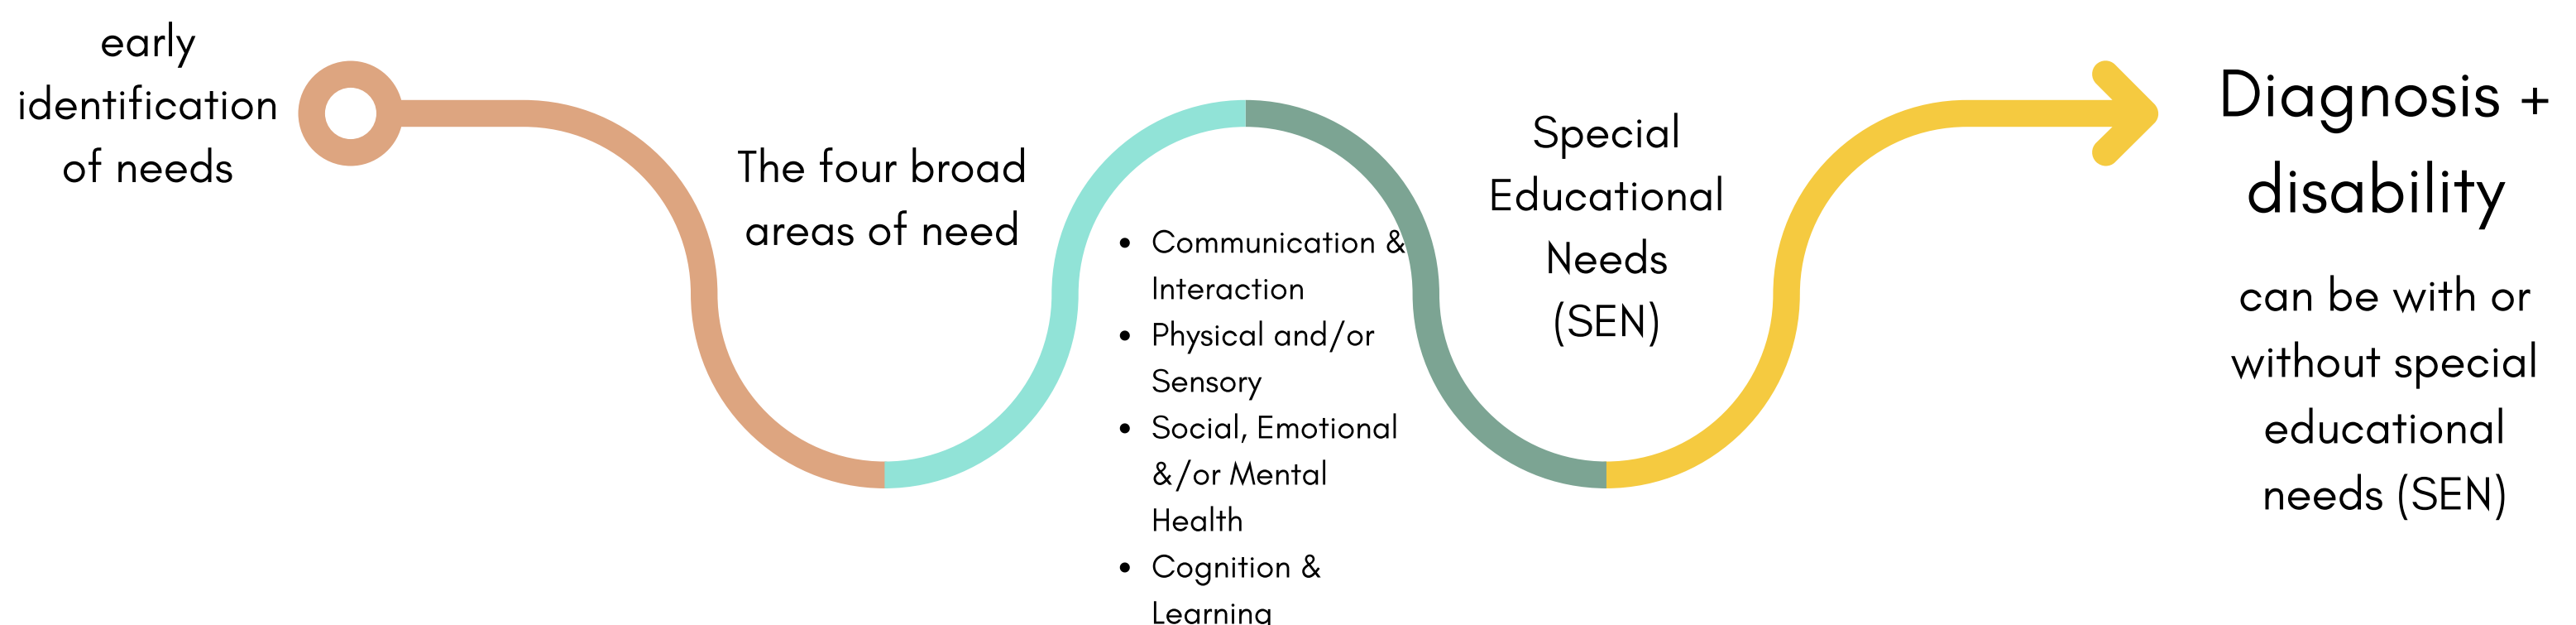 early
identification
of needs
The four broad
areas of need
• Communication &
Interaction
• Physical and/or
Sensory
• Social, Emotional
&/or Mental
Health
• Cognition &
Learning
Special
Educational
Needs
(SEN)
Diagnosis +
disability
can be with or
without special
educational
needs (SEN)